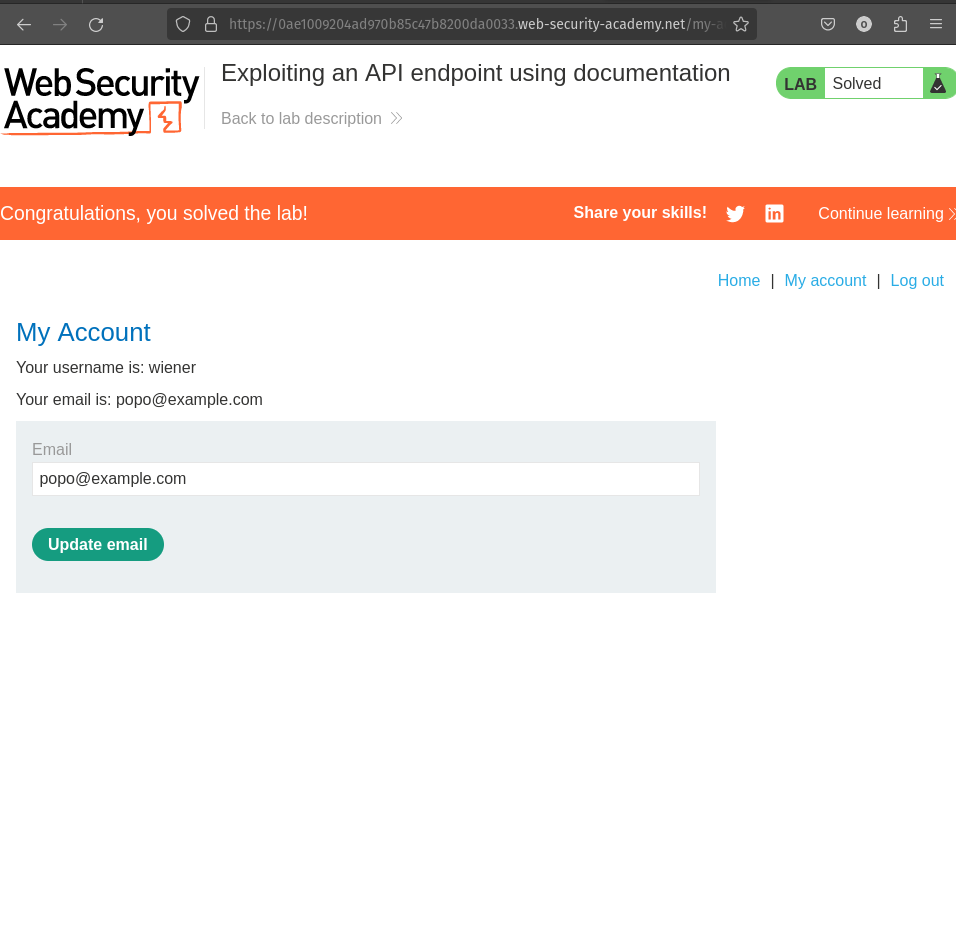 https://0ae1009204ad970b85c47b8200da0033.web-security-academy.net/my-a
Web Security
Academy
Exploiting an API endpoint using documentation
Back to lab description
LAB Solved
Congratulations, you solved the lab!
Share your skills!
Continue learning
Home | My account | Log out
My Account
Your username is: wiener
Your email is: popo@example.com
Email
popo@example.com
Update email